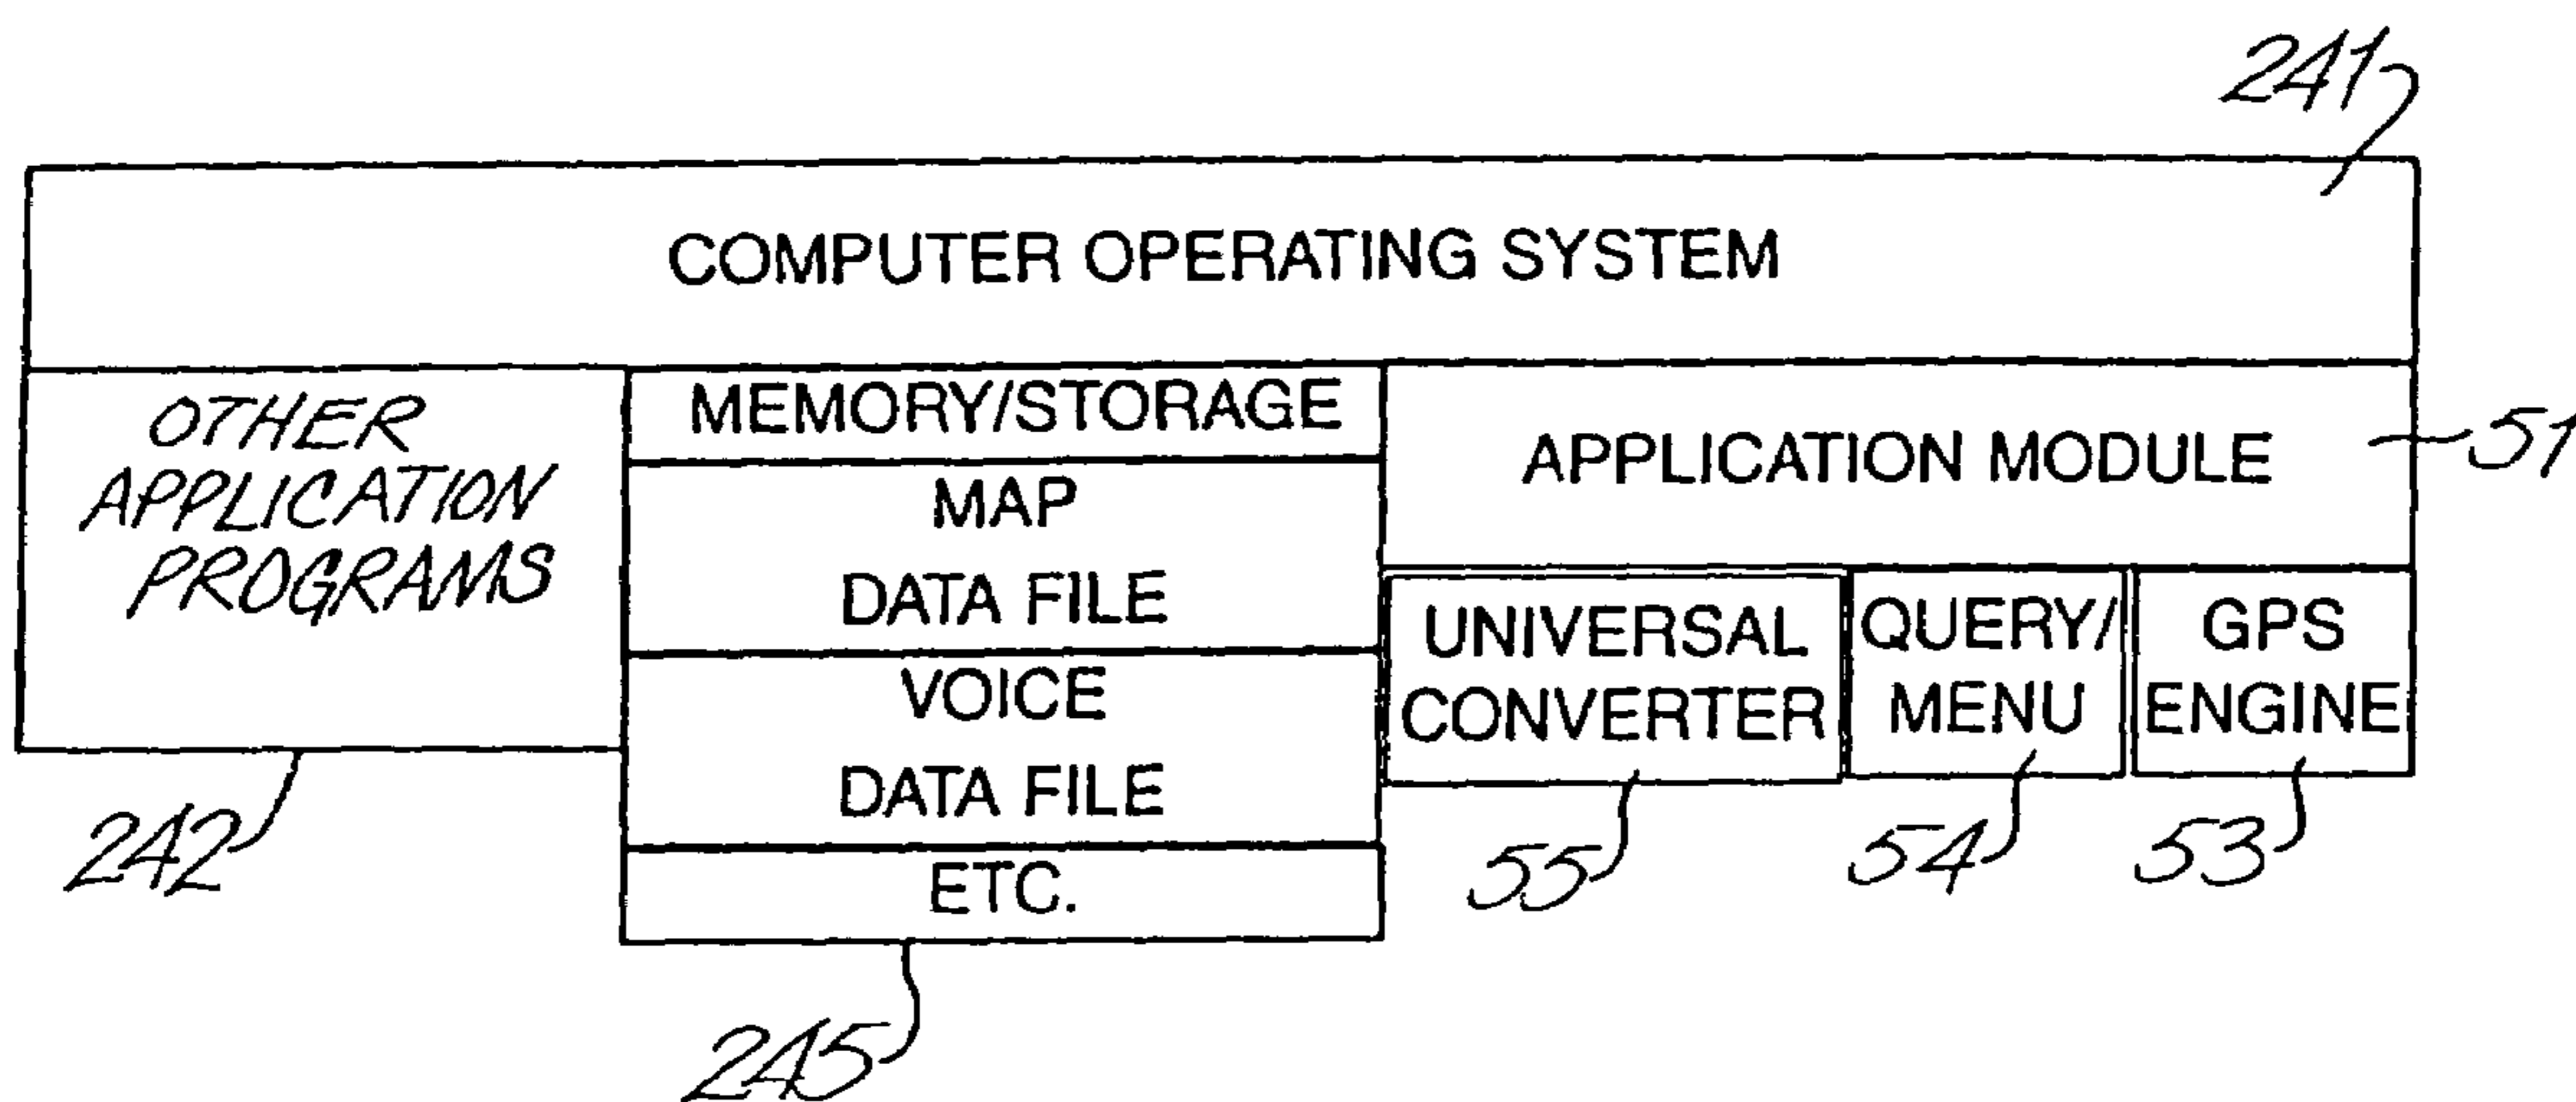 241
COMPUTER OPERATING SYSTEM
OTHER
APPLICATION
PROGRAMS
MEMORY/STORAGE
MAP
DATA FILE
VOICE
DATA FILE
ETC.
APPLICATION MODULE
51
UNIVERSAL
CONVERTER
QUERY/
MENU
GPS
ENGINE
242
245
55
54
53